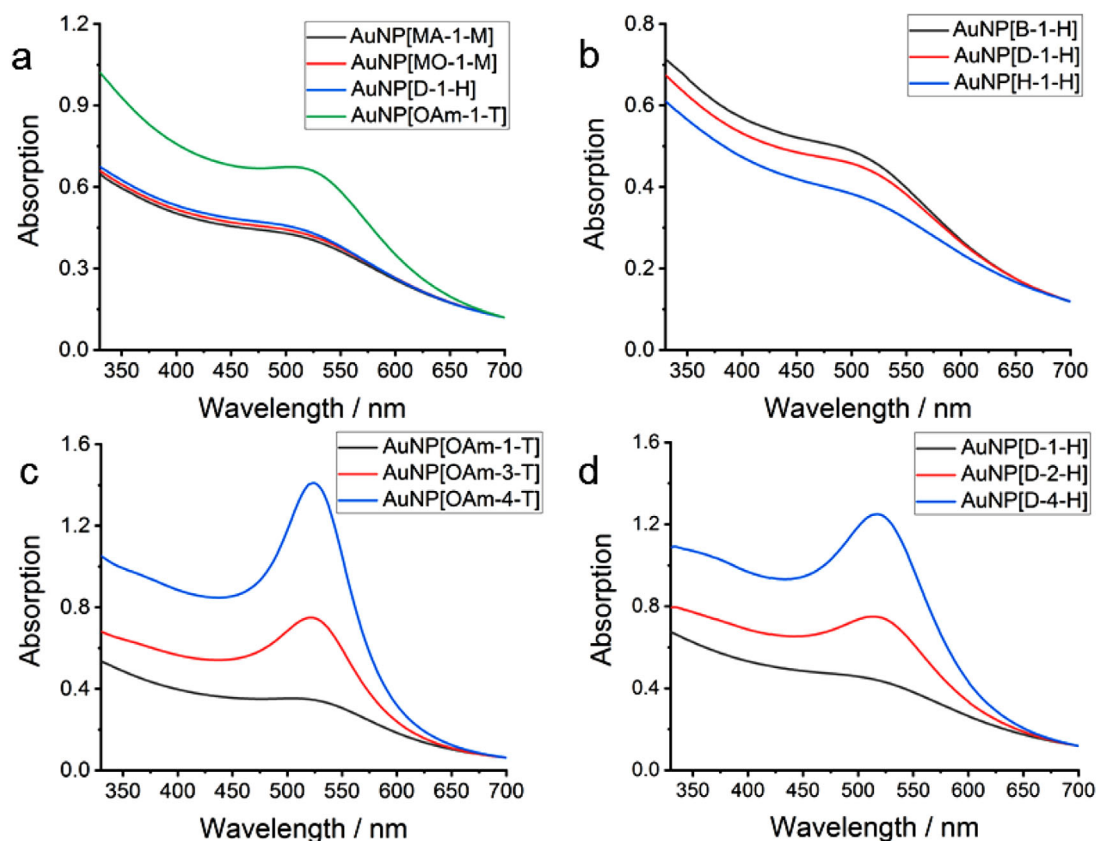 a
AuNP[MA-1-M]
AuNP[MO-1-M]
AuNP[D-1-H]
AuNP[OAm-1-T]
Absorption
1.2
0.9
0.6
0.3
0.0
350 400 450 500 550 600 650 700
Wavelength / nm
b
AuNP[B-1-H]
AuNP[D-1-H]
AuNP[H-1-H]
Absorption
0.8
0.6
0.4
0.2
0.0
350 400 450 500 550 600 650 700
Wavelength / nm
c
AuNP[OAm-1-T]
AuNP[OAm-3-T]
AuNP[OAm-4-T]
Absorption
1.6
1.2
0.8
0.4
0.0
350 400 450 500 550 600 650 700
Wavelength / nm
d
AuNP[D-1-H]
AuNP[D-2-H]
AuNP[D-4-H]
Absorption
1.6
1.2
0.8
0.4
0.0
350 400 450 500 550 600 650 700
Wavelength / nm